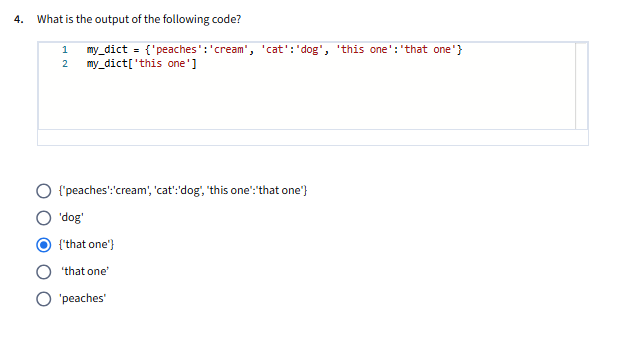 4. What is the output of the following code?
1 my_dict = {'peaches':'cream', 'cat':'dog', 'this one':'that one'}
2 my_dict['this one']
{'peaches':'cream', 'cat':'dog', 'this one':'that one'}
'dog'
{'that one'}
'that one'
'peaches'